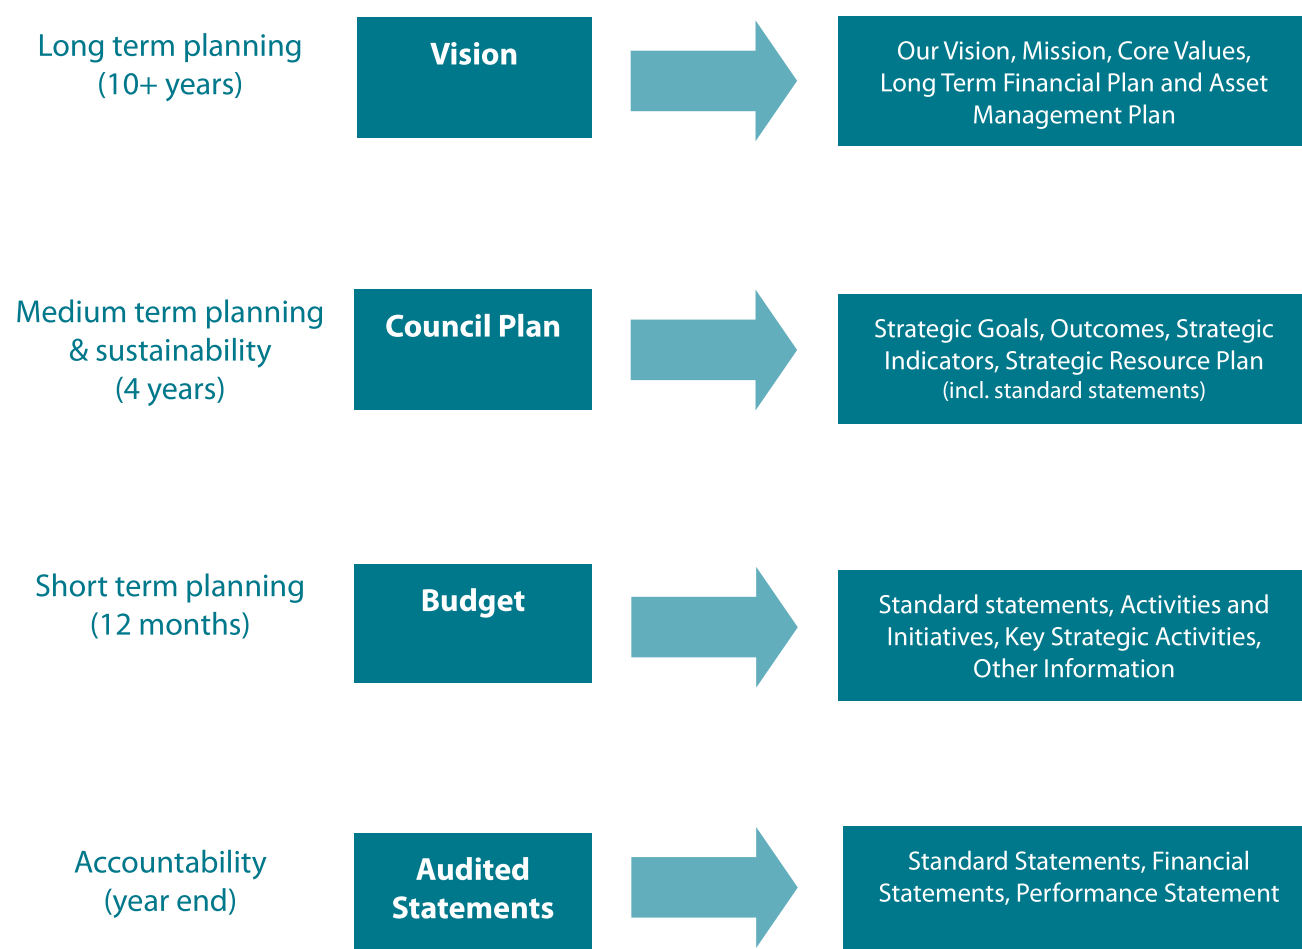 Long term planning
(10+ years)
Vision
Our Vision, Mission, Core Values,
Long Term Financial Plan and Asset
Management Plan
Medium term planning
& sustainability
(4 years)
Council Plan
Strategic Goals, Outcomes, Strategic
Indicators, Strategic Resource Plan
(incl. standard statements)
Short term planning
(12 months)
Budget
Standard statements, Activities and
Initiatives, Key Strategic Activities,
Other Information
Accountability
(year end)
Audited
Statements
Standard Statements, Financial
Statements, Performance Statement